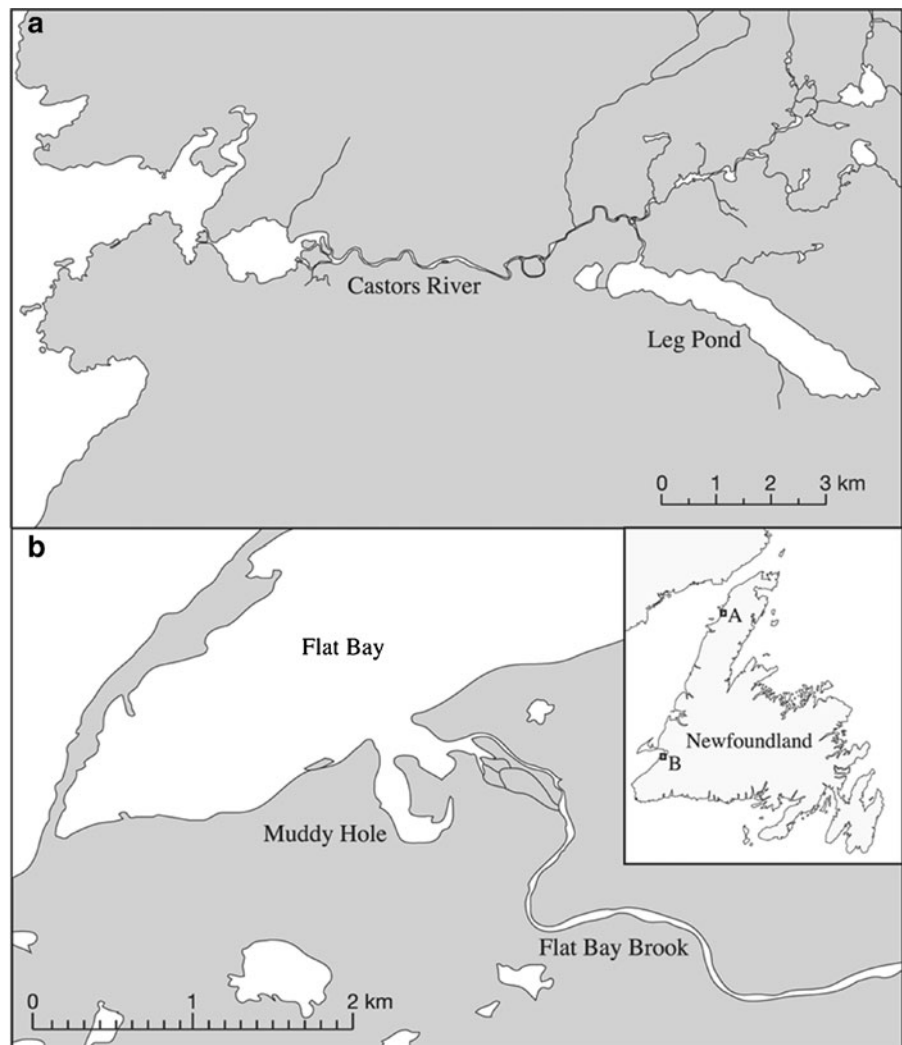 a
Castors River
Leg Pond
0 1 2 3 km
b
Flat Bay
A
Newfoundland
B
Muddy Hole
Flat Bay Brook
0 1 2 km